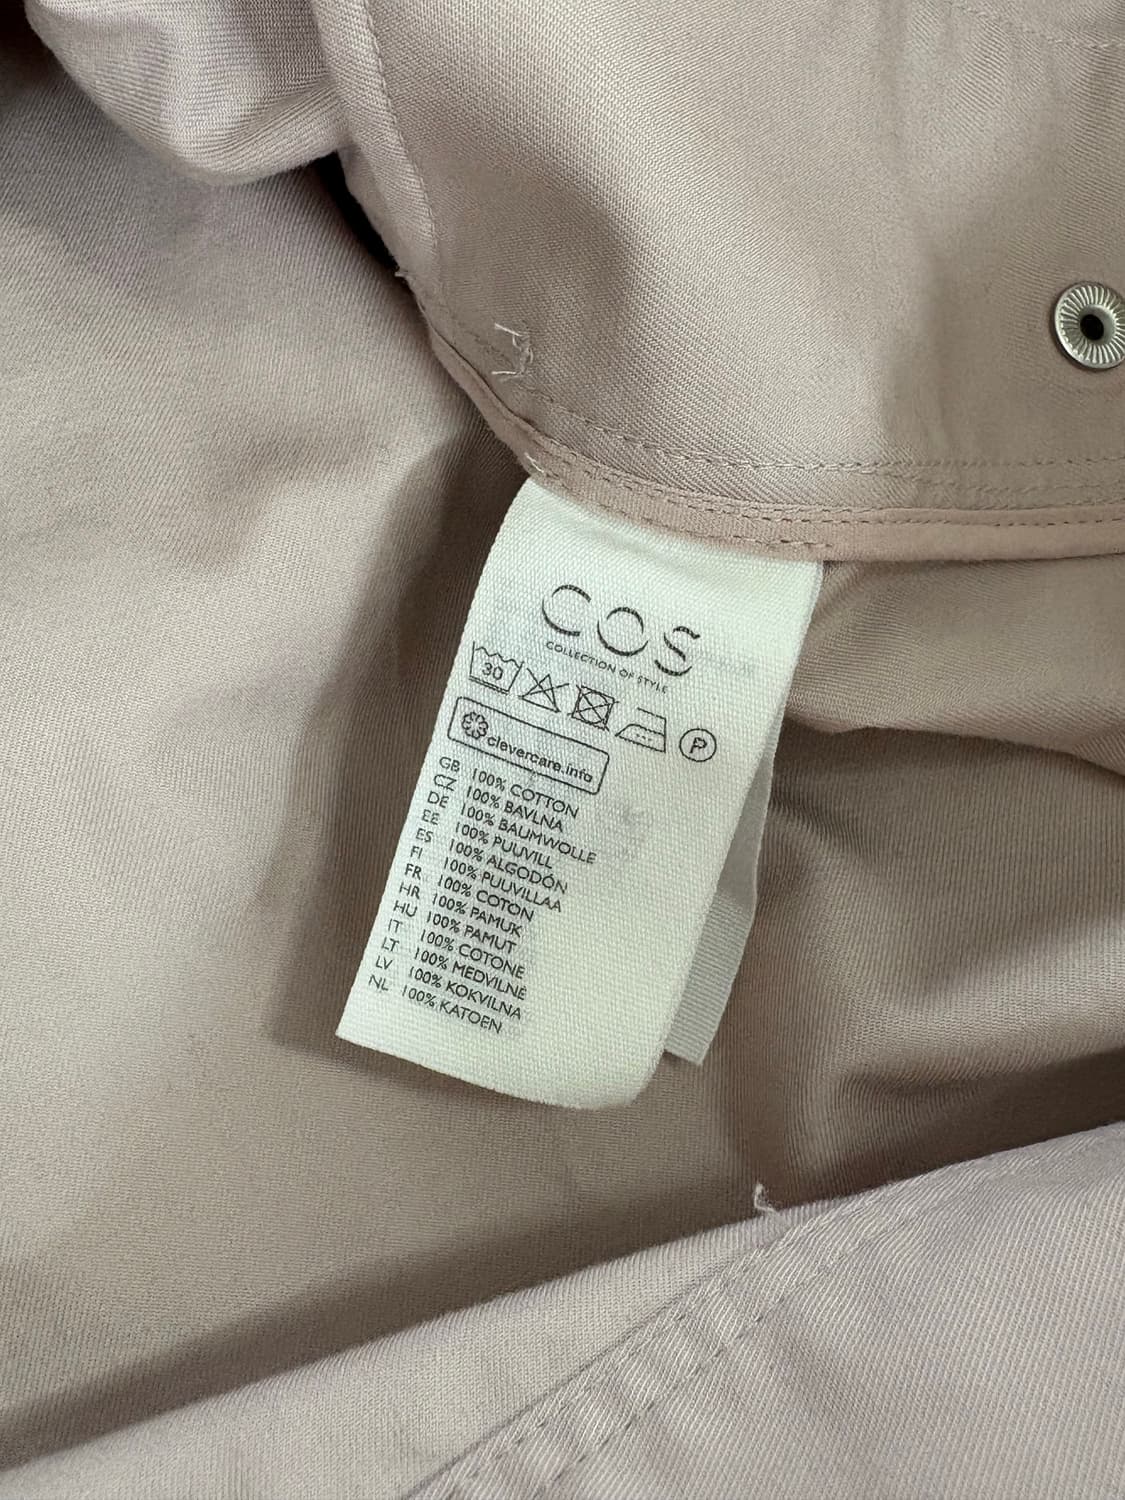 COS
COLLECTION OF STYLE
30
P
clevercare.info
GB 100% COTTON
CZ 100% BAVLNA
DE 100% BAUMWOLLE
EE 100% PUUVILL
ES 100% ALGODÓN
FI 100% PUUVILLAA
FR 100% COTON
HR 100% PAMUK
HU 100% PAMUT
IT 100% COTONE
LT 100% MEDVILNĖ
LV 100% KOKVILNA
NL 100% KATOEN